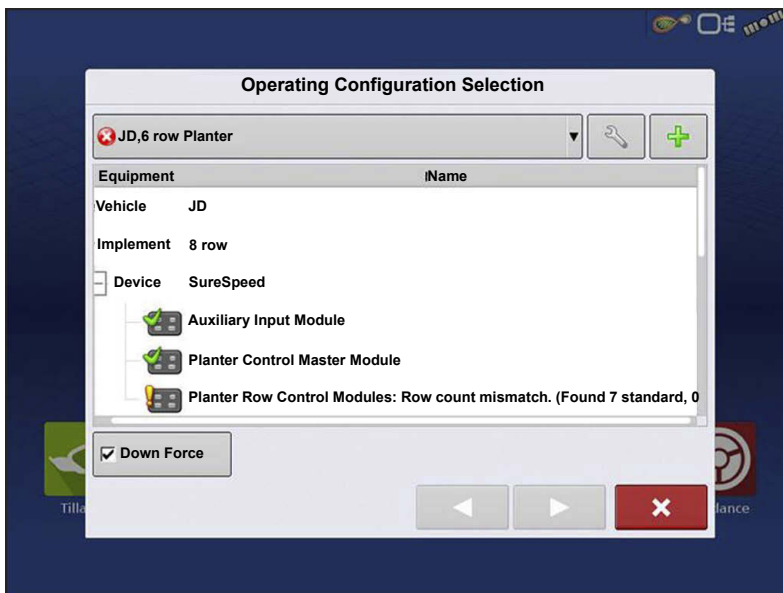 Operating Configuration Selection
JD,6 row Planter
Equipment Name
Vehicle JD
Implement 8 row
Device SureSpeed
Auxiliary Input Module
Planter Control Master Module
Planter Row Control Modules: Row count mismatch. (Found 7 standard, 0
Down Force
Tilla
dance